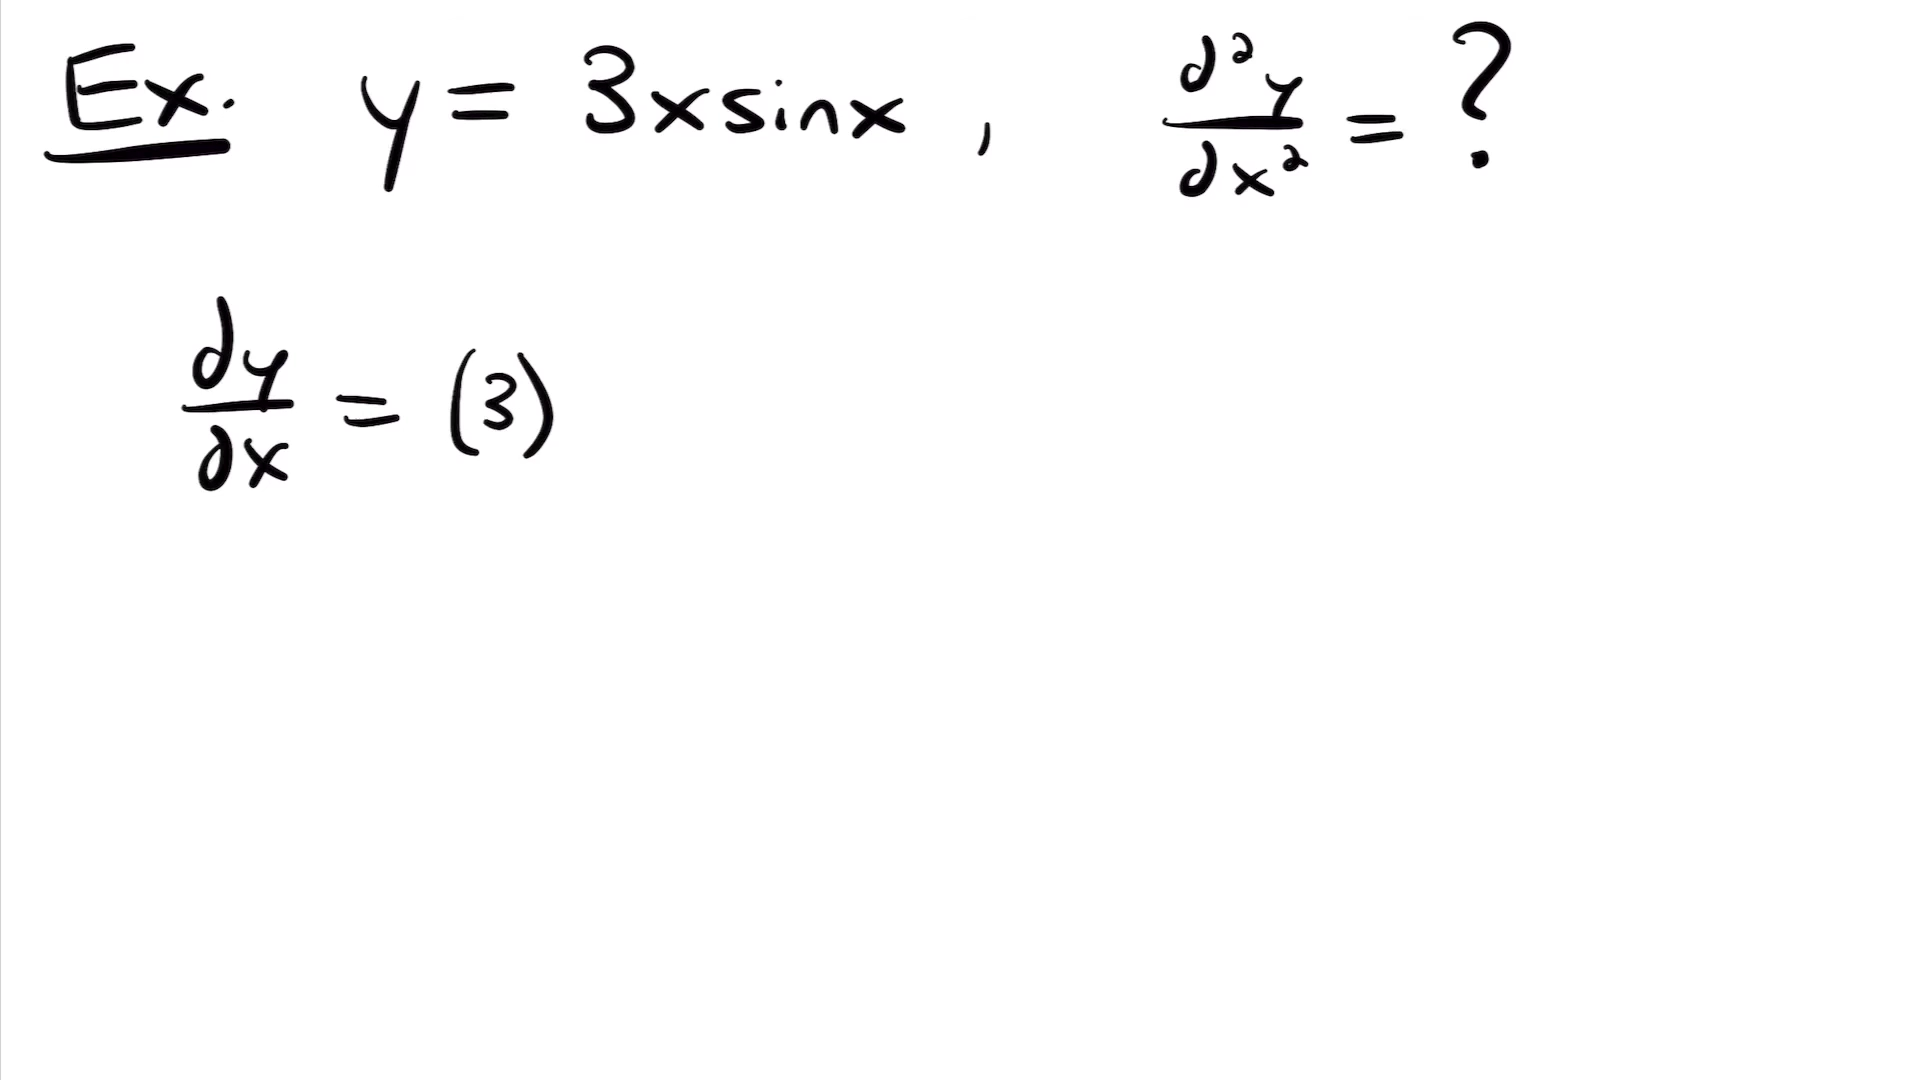 Ex. y = 3xsinx , d²y/dx² = ?
dy/dx = (3)